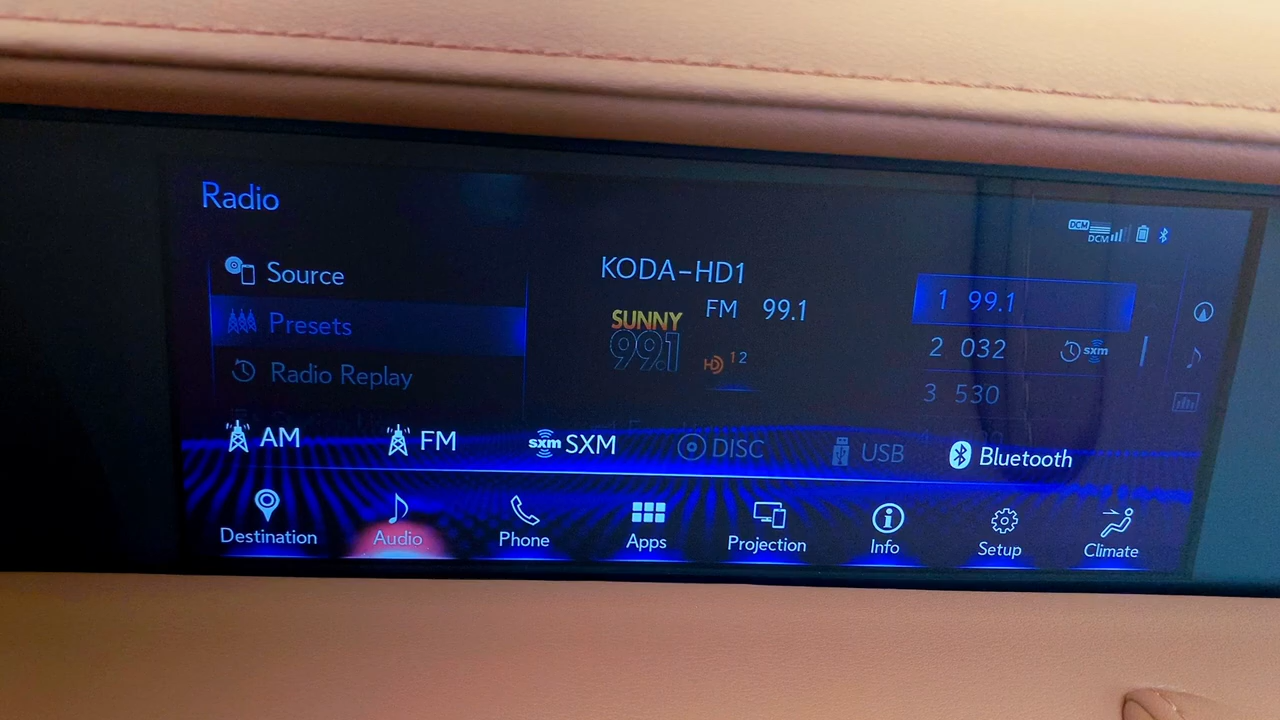 Radio
DCM
DCM
Source
Presets
Radio Replay
KODA-HD1
FM 99.1
SUNNY
99.1
HD 1 2
1 99.1
2 032 sxm
3 530
AM FM sxm SXM DISC USB Bluetooth
Destination Audio Phone Apps Projection Info Setup Climate